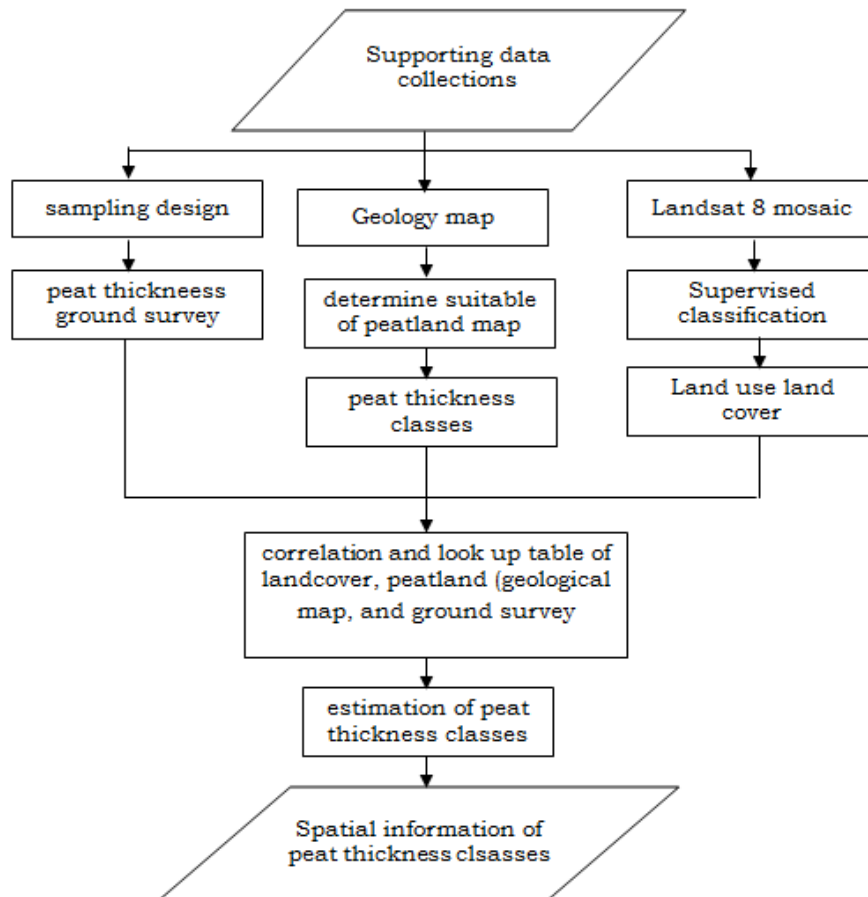 Supporting data
collections
sampling design
Geology map
Landsat 8 mosaic
peat thickneess
ground survey
determine suitable
of peatland map
Supervised
classification
peat thickness
classes
Land use land
cover
correlation and look up table of
landcover, peatland (geological
map, and ground survey
estimation of peat
thickness classes
Spatial information of
peat thickness clsasses